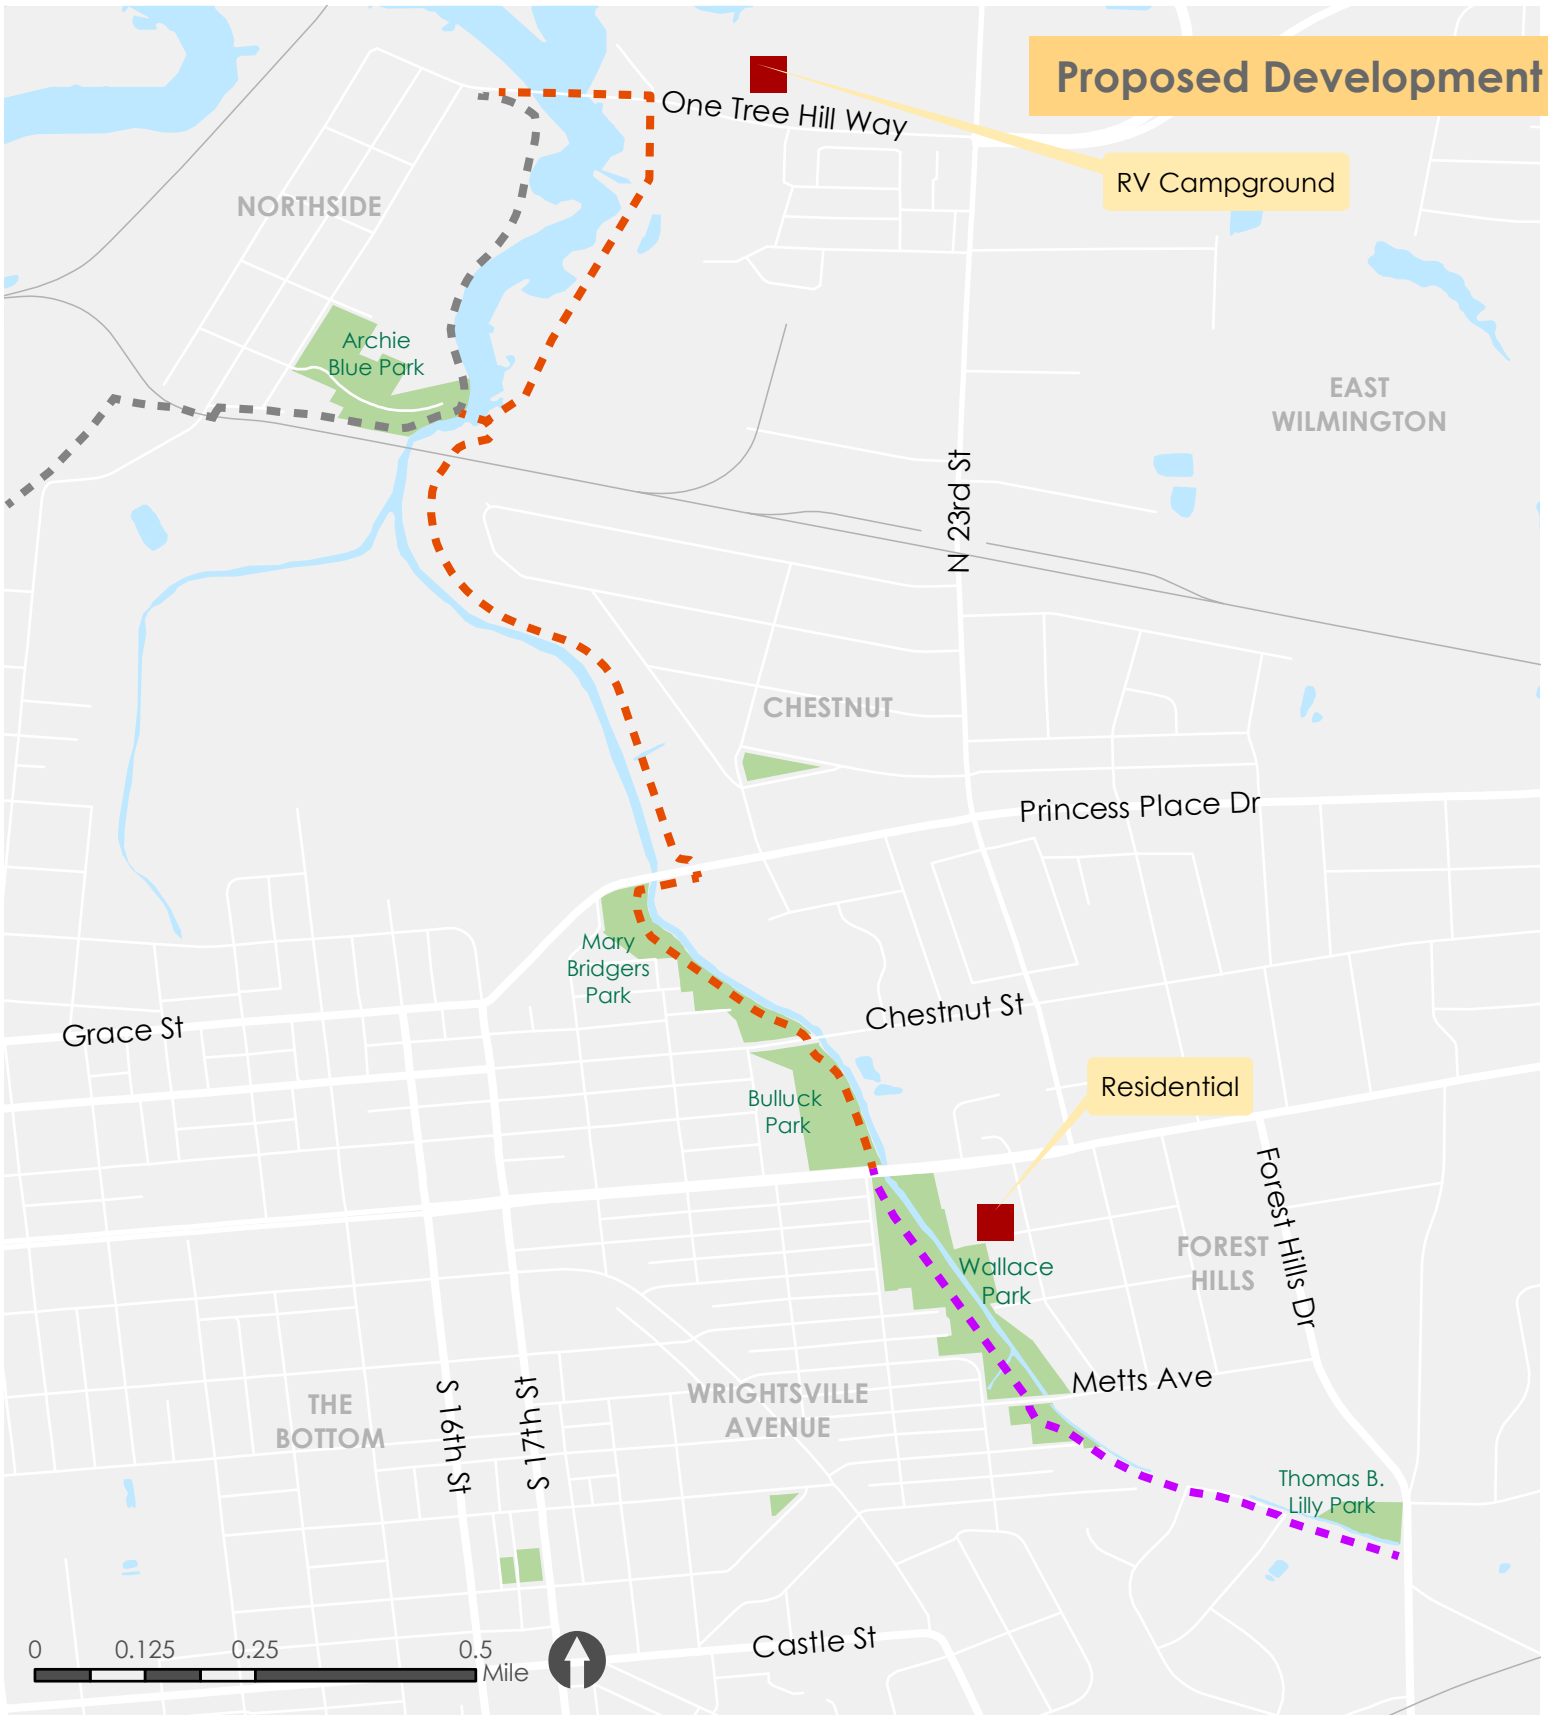 Proposed Development
One Tree Hill Way
RV Campground
NORTHSIDE
Archie
Blue Park
EAST
WILMINGTON
N 23rd St
CHESTNUT
Princess Place Dr
Mary
Bridgers
Park
Chestnut St
Grace St
Residential
Bulluck
Park
Forest Hills Dr
FOREST
HILLS
Wallace
Park
Metts Ave
WRIGHTSVILLE
AVENUE
THE
BOTTOM
S 16th St
S 17th St
Thomas B.
Lilly Park
Castle St
0 0.125 0.25 0.5
Mile